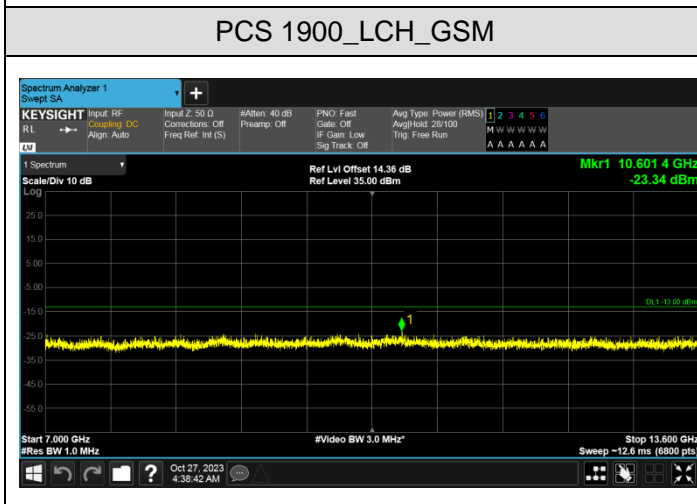 PCS 1900_LCH_GSM
Spectrum Analyzer 1
Swept SA
KEYSIGHT
RL
LXI
Input: RF
Coupling: DC
Align: Auto
Input Z: 50 Ω
Corrections: Off
Freq Ref: Int (S)
#Atten: 40 dB
Preamp: Off
PNO: Fast
Gate: Off
IF Gain: Low
Sig Track: Off
Avg Type: Power (RMS)
Avg|Hold: 28/100
Trig: Free Run
1 2 3 4 5 6
M W W W W W
A A A A A A
1 Spectrum
Scale/Div 10 dB
Log
Ref Lvl Offset 14.36 dB
Ref Level 35.00 dBm
Mkr1 10.601 4 GHz
-23.34 dBm
25.0
15.0
5.00
-5.00
DL1 -13.00 dBm
-15.0
1
-25.0
-35.0
-45.0
-55.0
Start 7.000 GHz
#Res BW 1.0 MHz
#Video BW 3.0 MHz*
Stop 13.600 GHz
Sweep ~12.6 ms (6800 pts)
?
Oct 27, 2023
4:38:42 AM